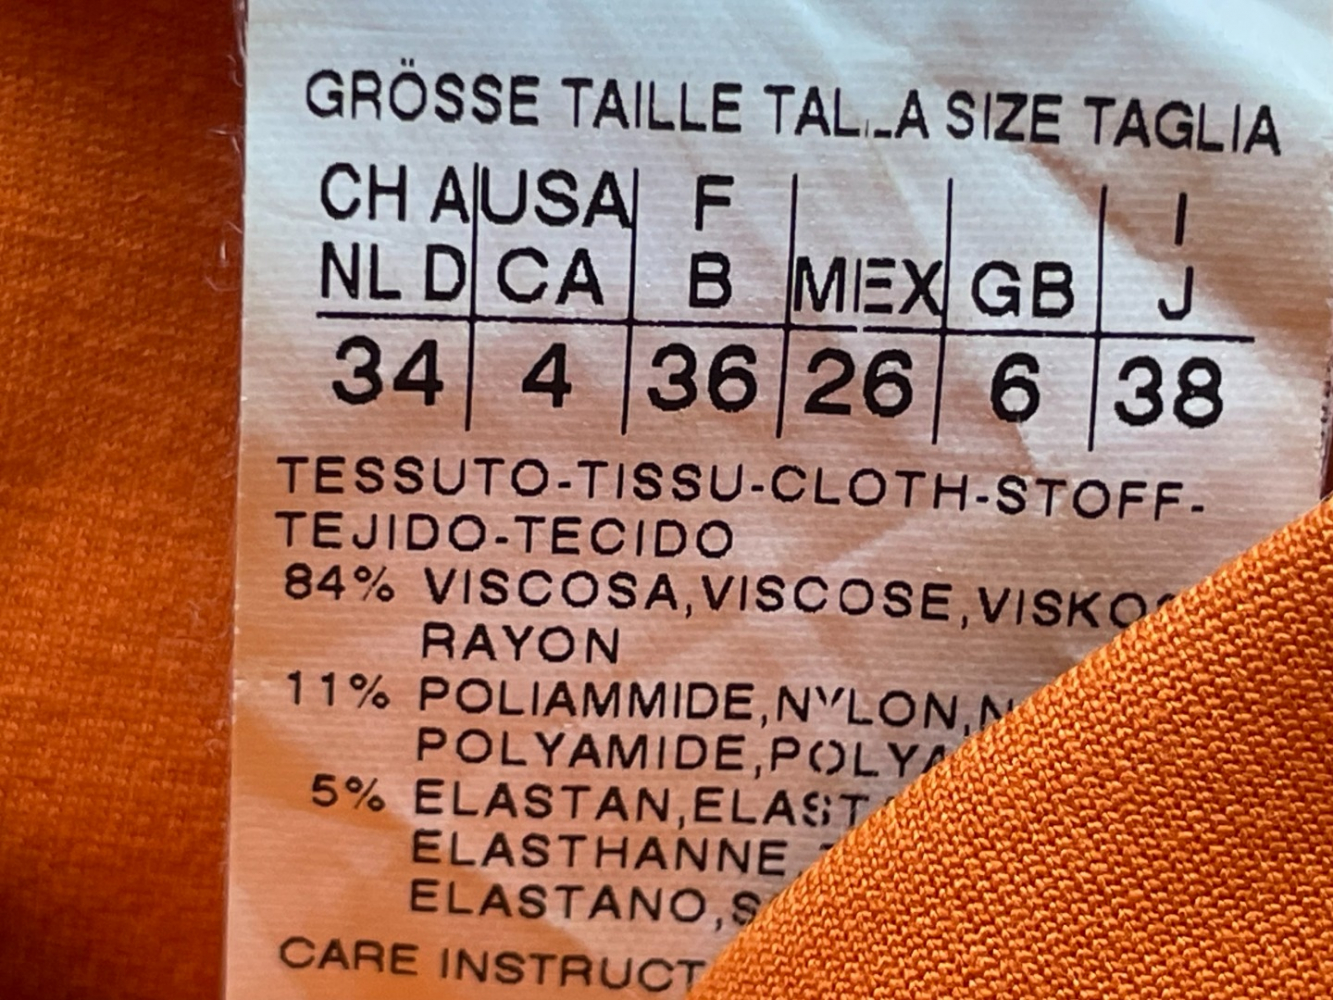 GRÖSSE TAILLE TALLA SIZE TAGLIA
CH A USA F I
NL D CA B MEX GB J
34 4 36 26 6 38
TESSUTO-TISSU-CLOTH-STOFF-
TEJIDO-TECIDO
84% VISCOSA,VISCOSE,
RAYON
11% POLIAMMIDE,NYLON,
POLYAMIDE,
5% ELASTAN,
ELASTHANNE
ELASTANO,
CARE